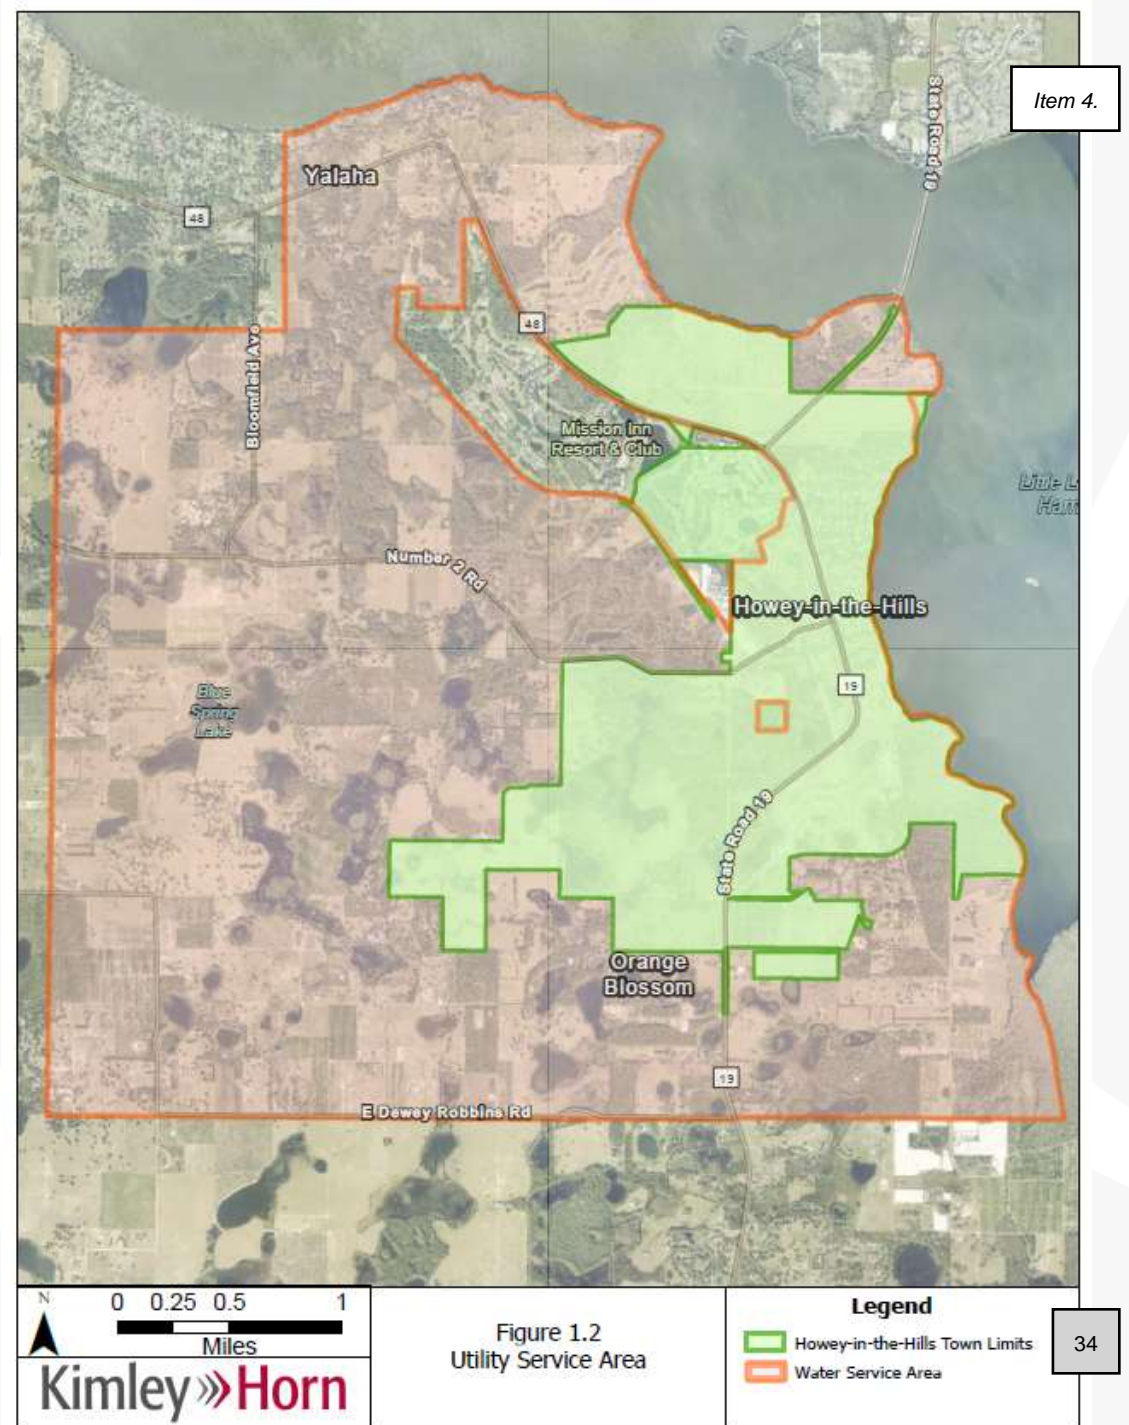 Item 4.
State Road 19
Yalaha
48
48
Bloomfield Ave
Mission Inn
Resort & Club
Number 2 Rd
Howey-in-the-Hills
19
Blue
Spring
Lake
State Road 19
Orange
Blossom
19
E Dewey Robbins Rd
N
0 0.25 0.5 1
Miles
Kimley»Horn
Figure 1.2
Utility Service Area
Legend
Howey-in-the-Hills Town Limits
Water Service Area
34